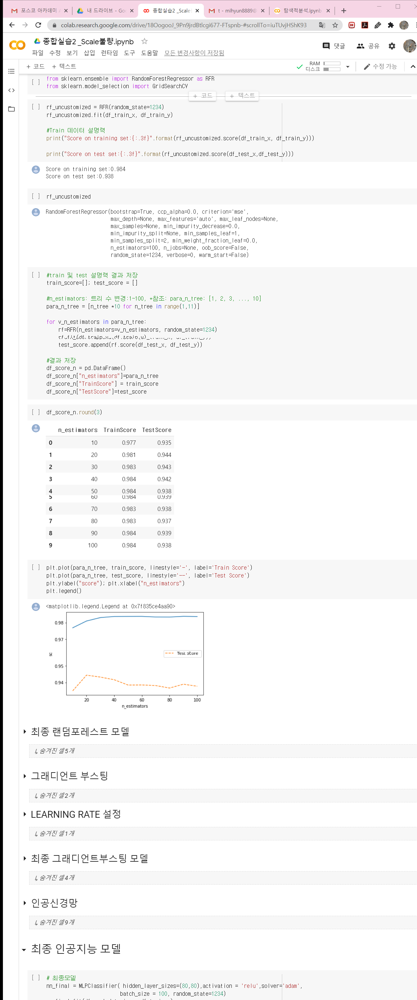 포스코 아카데미
내 드라이브 - Goo
종합실습2 _Scale
t - mihyun8889@
탐색적분석.ipynb
colab.research.google.com/drive/18OogooJ_9Pn9jrdBtlcgi677-FTspnb-#scrollTo=iuTUvjHShK93
종합실습2 _Scale불량.ipynb
댓글 공유
파일 수정 보기 삽입 런타임 도구 도움말 모든 변경사항이 저장됨
+ 코드 + 텍스트
RAM
디스크
수정 가능
[ ] from sklearn.ensemble import RandomForestRegressor as RFR
from sklearn.model_selection import GridSearchCV
+ 코드 + 텍스트
[ ] rf_uncustomized = RFR(random_state=1234)
rf_uncustomized.fit(df_train_x, df_train_y)
#Train 데이터 설명력
print("Score on training set:{:.3f}".format(rf_uncustomized.score(df_train_x, df_train_y)))
print("Score on test set:{:.3f}".format(rf_uncustomized.score(df_test_x,df_test_y)))
Score on training set:0.984
Score on test set:0.938
[ ] rf_uncustomized
RandomForestRegressor(bootstrap=True, ccp_alpha=0.0, criterion='mse',
max_depth=None, max_features='auto', max_leaf_nodes=None,
max_samples=None, min_impurity_decrease=0.0,
min_impurity_split=None, min_samples_leaf=1,
min_samples_split=2, min_weight_fraction_leaf=0.0,
n_estimators=100, n_jobs=None, oob_score=False,
random_state=1234, verbose=0, warm_start=False)
[ ] #train 및 test 설명력 결과 저장
train_score=[]; test_score = []
#n_estimators: 트리 수 변경:1~100, *참조: para_n_tree: [1, 2, 3, ..., 10]
para_n_tree = [n_tree *10 for n_tree in range(1,11)]
for v_n_estimators in para_n_tree:
rf=RFR(n_estimators=v_n_estimators, random_state=1234)
test_score.append(rf.score(df_test_x, df_test_y))
#결과 저장
df_score_n = pd.DataFrame()
df_score_n["n_estimators"]=para_n_tree
df_score_n["TrainScore"] = train_score
df_score_n["TestScore"]=test_score
[ ] df_score_n.round(3)
n_estimators TrainScore TestScore
0 10 0.977 0.935
1 20 0.981 0.944
2 30 0.983 0.943
3 40 0.984 0.942
4 50 0.984 0.938
5 60 0.984 0.939
6 70 0.983 0.938
7 80 0.983 0.937
8 90 0.984 0.939
9 100 0.984 0.938
[ ] plt.plot(para_n_tree, train_score, linestyle='-', label='Train Score')
plt.plot(para_n_tree, test_score, linestyle='--', label='Test Score')
plt.ylabel("score"); plt.xlabel("n_estimators")
plt.legend()
<matplotlib.legend.Legend at 0x7f835ce4aa90>
0.98
0.97
Test Score
sc
0.95
0.94
20 40 60 80 100
n_estimators
최종 랜덤포레스트 모델
↳ 숨겨진 셀 5개
그래디언트 부스팅
↳ 숨겨진 셀 2개
LEARNING RATE 설정
↳ 숨겨진 셀 1개
최종 그래디언트부스팅 모델
↳ 숨겨진 셀 4개
인공신경망
↳ 숨겨진 셀 9개
최종 인공지능 모델
[ ] # 최종모델
nn_final = MLPClassifier( hidden_layer_sizes=(80,80),activation = 'relu',solver='adam',
batch_size = 100, random_state=1234)